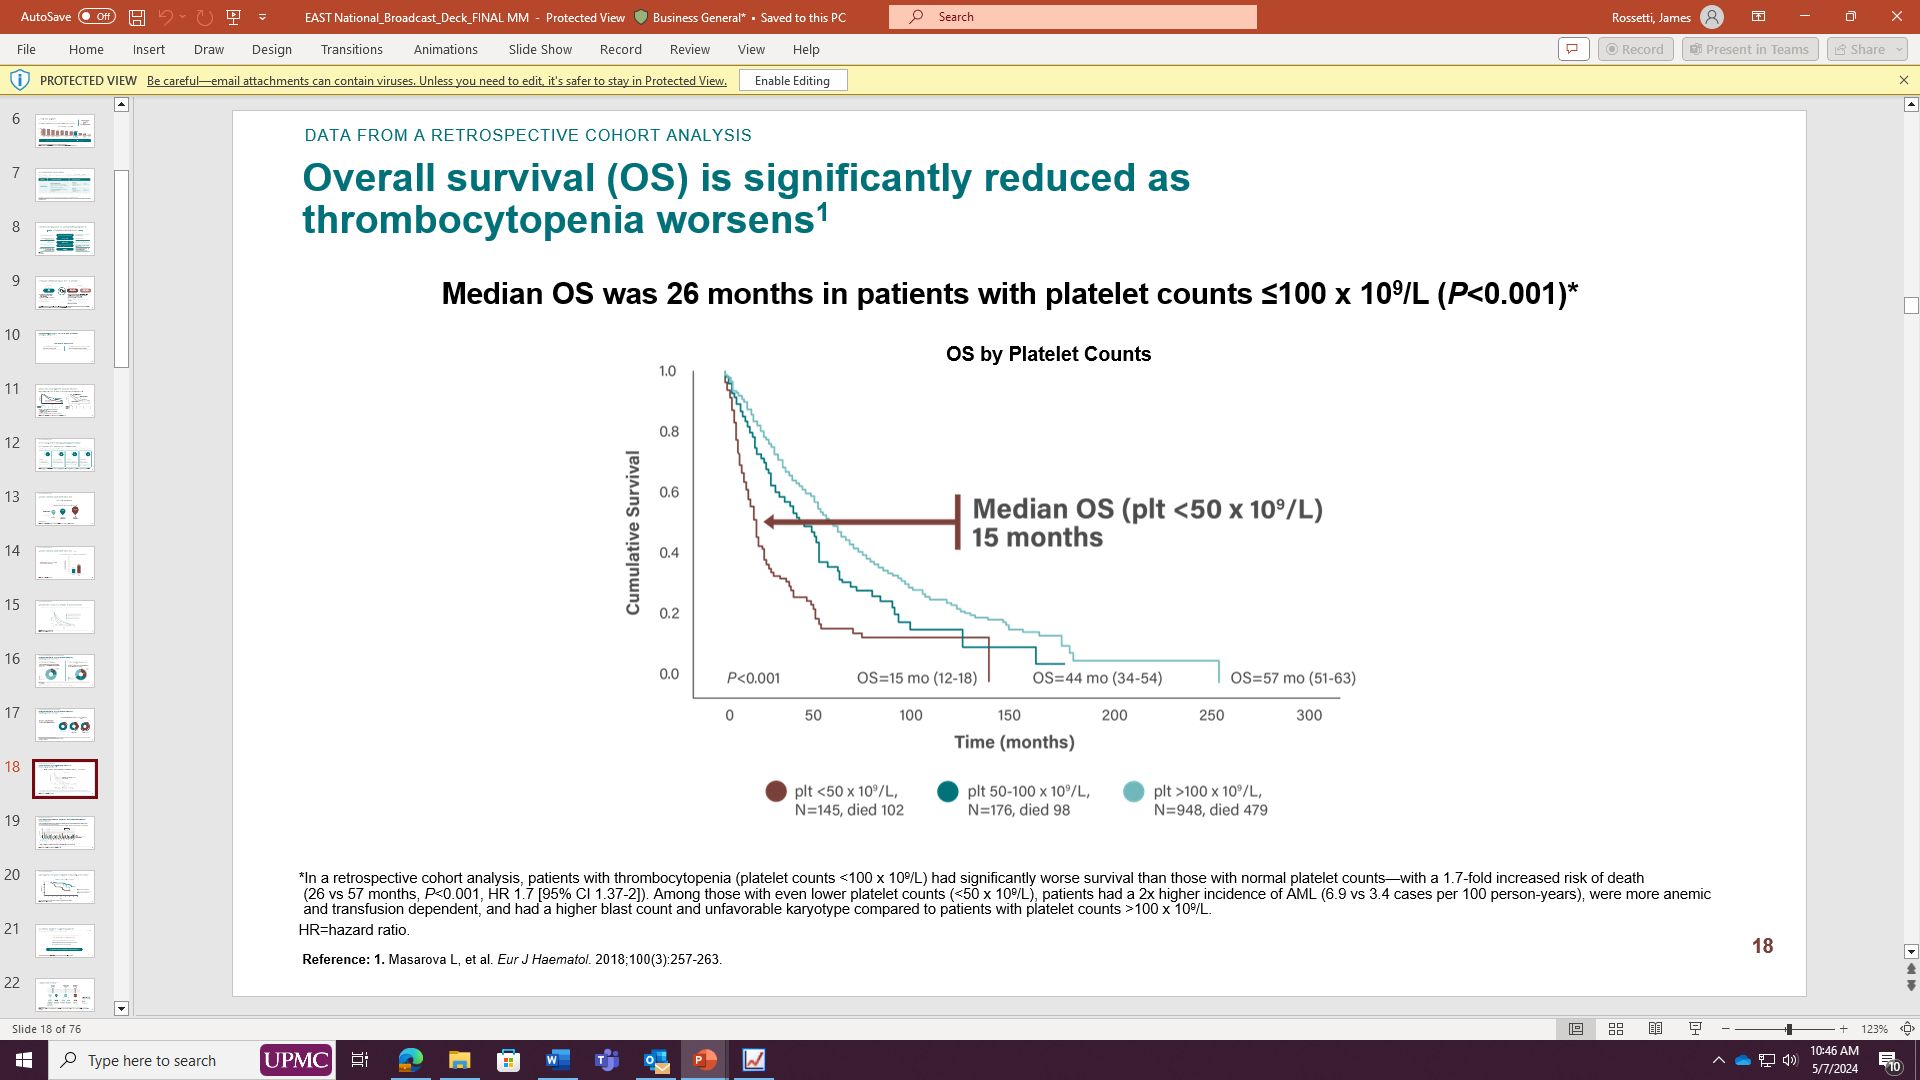 AutoSave Off
EAST National_Broadcast_Deck_FINAL MM - Protected View
Business General* • Saved to this PC
Search
Rossetti, James
File Home Insert Draw Design Transitions Animations Slide Show Record Review View Help
Record
Present in Teams
Share
PROTECTED VIEW Be careful—email attachments can contain viruses. Unless you need to edit, it's safer to stay in Protected View. Enable Editing
6
7
8
9
10
11
12
13
14
15
16
17
18
19
20
21
22
DATA FROM A RETROSPECTIVE COHORT ANALYSIS
Overall survival (OS) is significantly reduced as
thrombocytopenia worsens¹
Median OS was 26 months in patients with platelet counts ≤100 x 10⁹/L (P<0.001)*
OS by Platelet Counts
Cumulative Survival
1.0
0.8
0.6
0.4
0.2
0.0
Median OS (plt <50 x 10⁹/L)
15 months
P<0.001 OS=15 mo (12-18) OS=44 mo (34-54) OS=57 mo (51-63)
0 50 100 150 200 250 300
Time (months)
plt <50 x 10⁹/L,
N=145, died 102
plt 50-100 x 10⁹/L,
N=176, died 98
plt >100 x 10⁹/L,
N=948, died 479
*In a retrospective cohort analysis, patients with thrombocytopenia (platelet counts <100 x 10⁹/L) had significantly worse survival than those with normal platelet counts—with a 1.7-fold increased risk of death
(26 vs 57 months, P<0.001, HR 1.7 [95% CI 1.37-2]). Among those with even lower platelet counts (<50 x 10⁹/L), patients had a 2x higher incidence of AML (6.9 vs 3.4 cases per 100 person-years), were more anemic
and transfusion dependent, and had a higher blast count and unfavorable karyotype compared to patients with platelet counts >100 x 10⁹/L.
HR=hazard ratio.
Reference: 1. Masarova L, et al. Eur J Haematol. 2018;100(3):257-263.
18
Slide 18 of 76
123%
Type here to search
UPMC
10:46 AM
5/7/2024
10